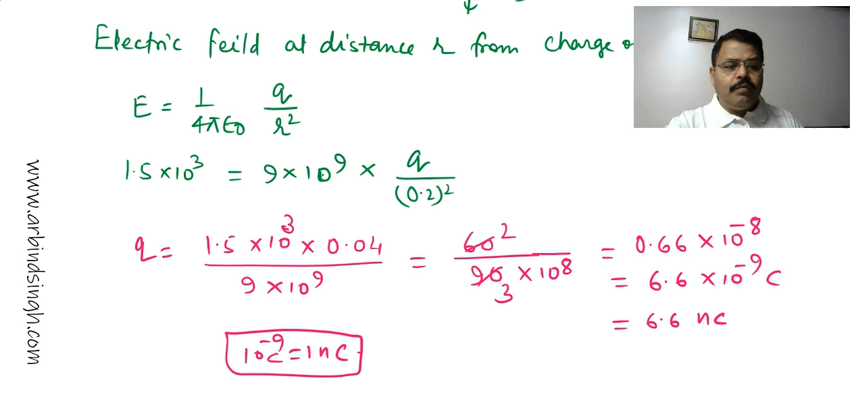 Electric feild at distance r from charge
E = 1/4πε0 q/r²
1.5 × 10³ = 9 × 10⁹ × q/(0.2)²
q = 1.5 × 10³ × 0.04 / 9 × 10⁹ = 60 2 / 90 3 × 10⁸ = 0.66 × 10⁻⁸
= 6.6 × 10⁻⁹ C
= 6.6 nc
10⁻⁹C = 1nC
www.arbindsingh.com